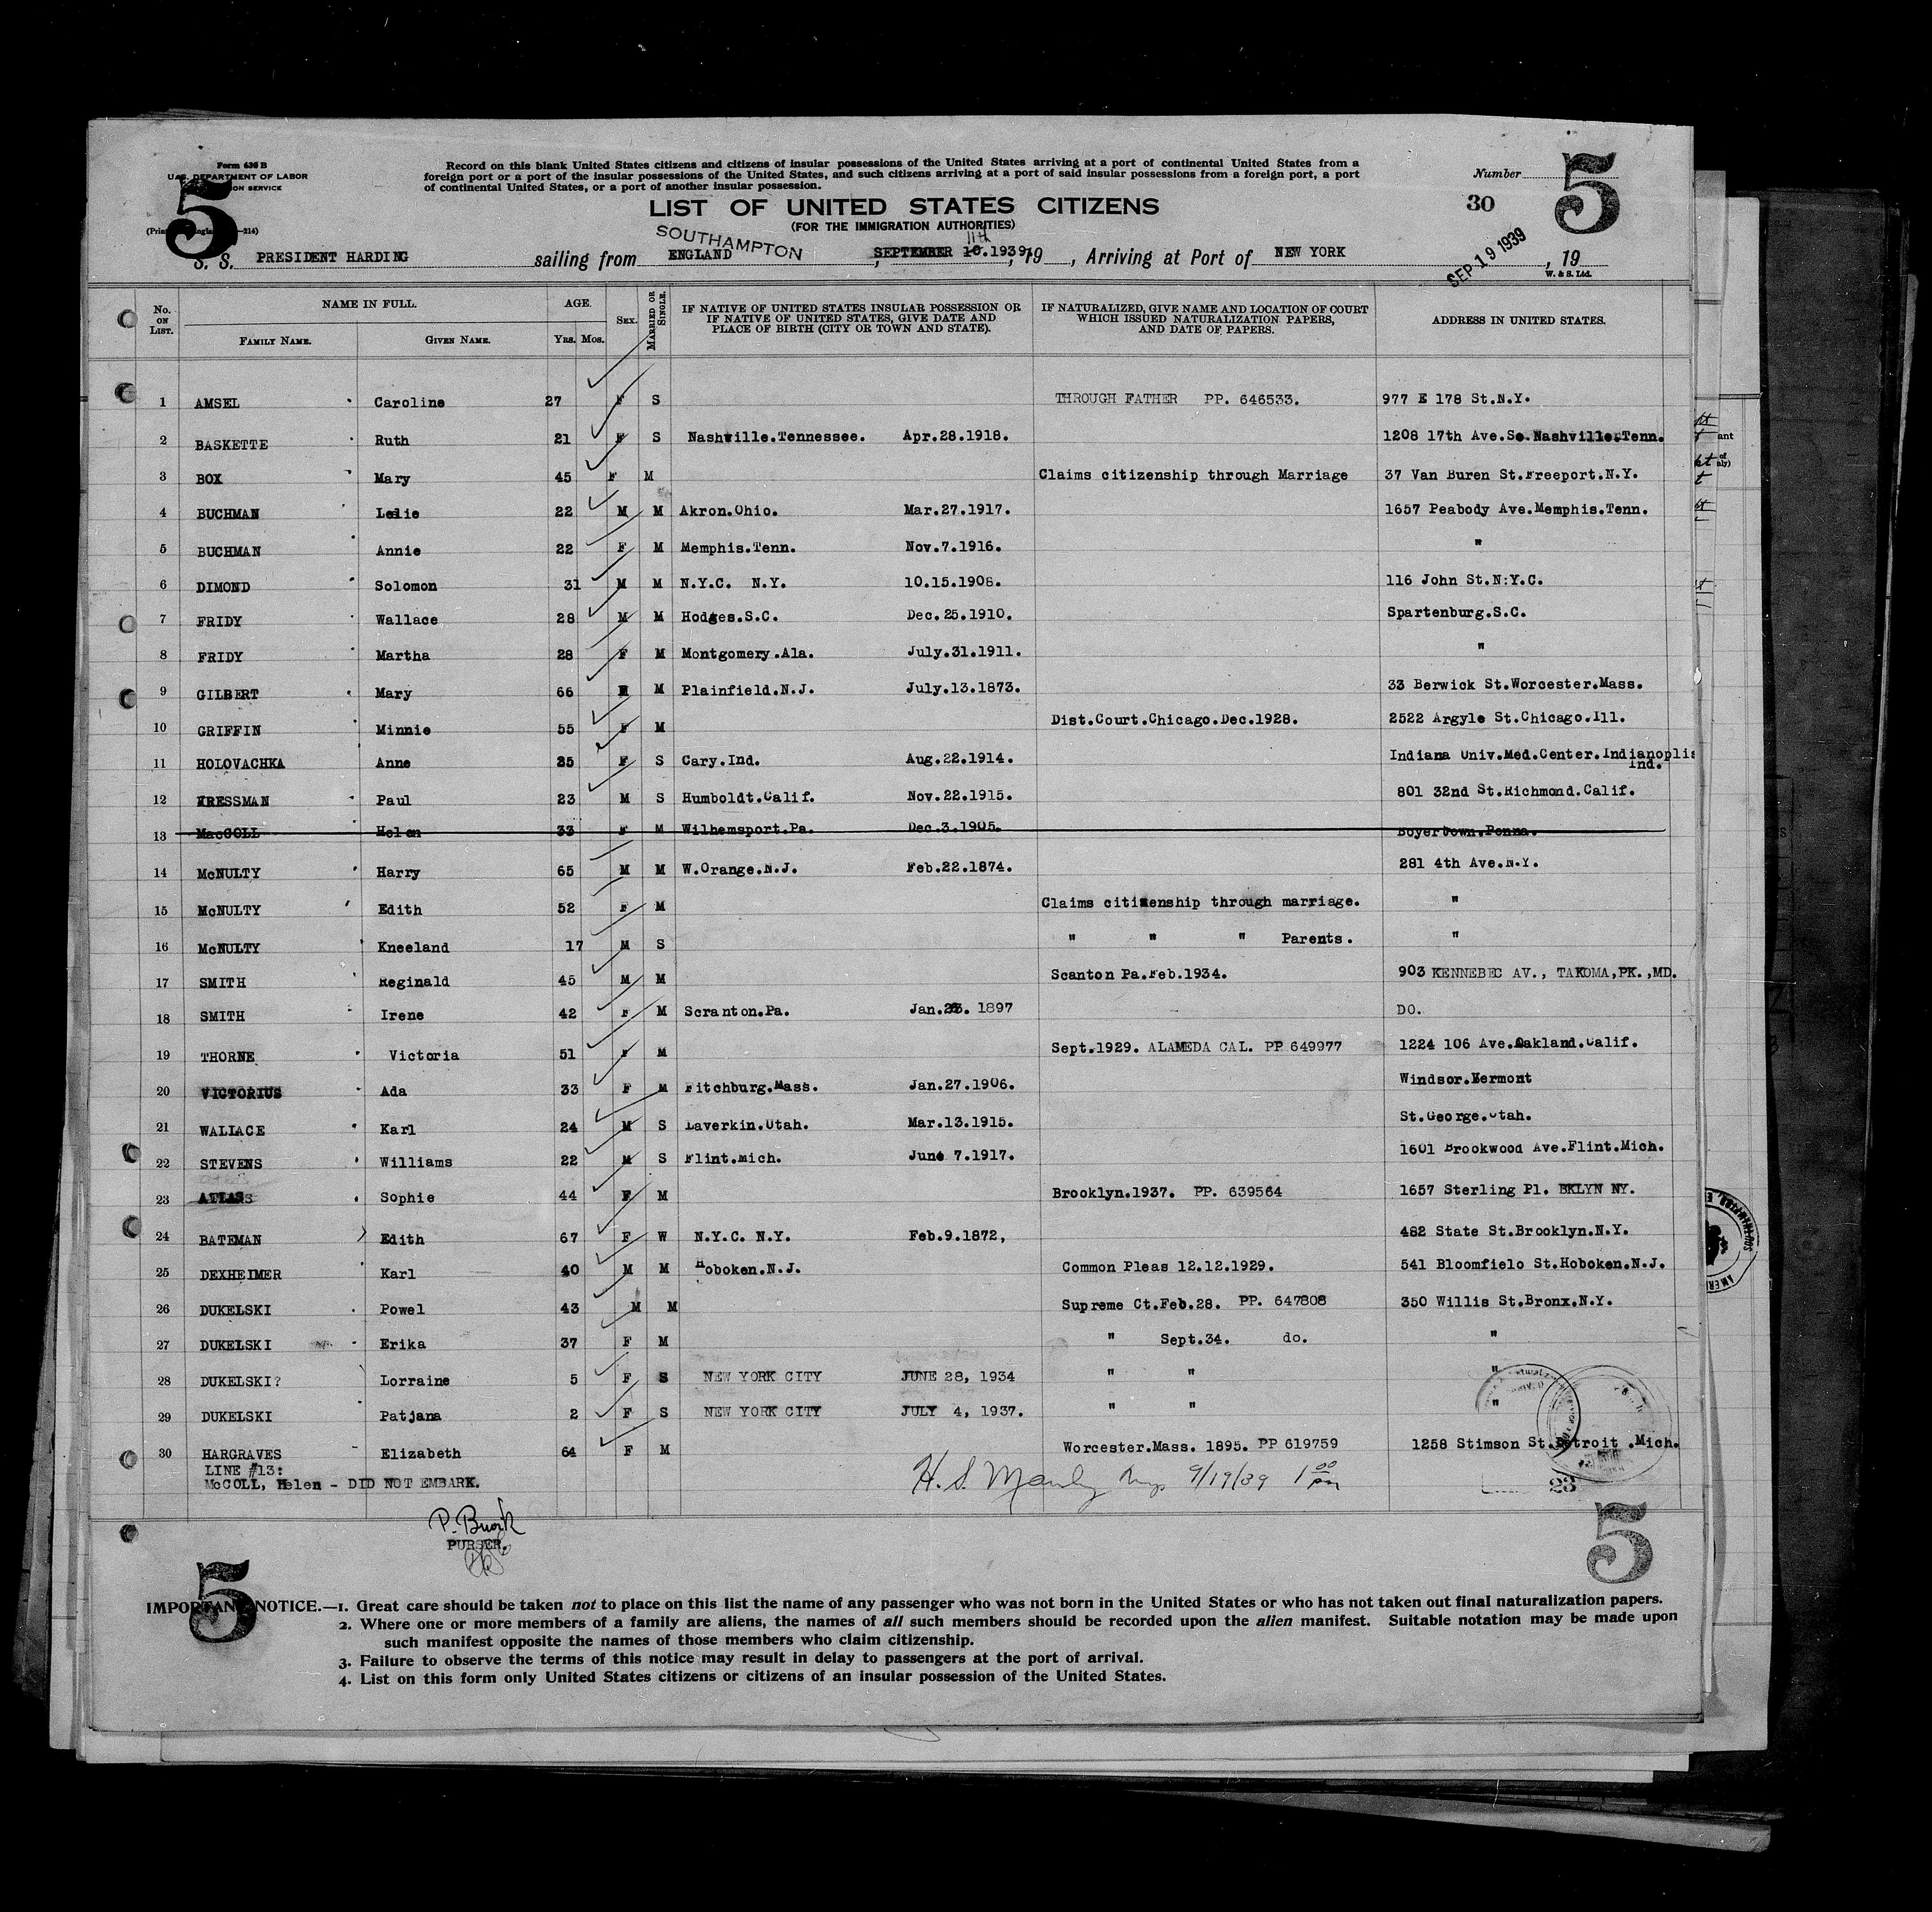 Form 630 B
U.S. DEPARTMENT OF LABOR
Record on this blank United States citizens and citizens of insular possessions of the United States arriving at a port of continental United States from a
foreign port or a port of the insular possessions of the United States, and such citizens arriving at a port of said insular possessions from a foreign port, a port
of continental United States, or a port of another insular possession.
Number
5
5
30
LIST OF UNITED STATES CITIZENS
(FOR THE IMMIGRATION AUTHORITIES)
SOUTHAMPTON
11th
S. S. PRESIDENT HARDING sailing from ENGLAND, SEPTEMBER 10.1939, 19 , Arriving at Port of NEW YORK SEP 19 1939, 19
W. & S. Ltd.
No. ON LIST. NAME IN FULL. FAMILY NAME. GIVEN NAME. AGE. YRS. MOS. SEX. MARRIED OR SINGLE. IF NATIVE OF UNITED STATES INSULAR POSSESSION OR IF NATIVE OF UNITED STATES, GIVE DATE AND PLACE OF BIRTH (CITY OR TOWN AND STATE). IF NATURALIZED, GIVE NAME AND LOCATION OF COURT WHICH ISSUED NATURALIZATION PAPERS, AND DATE OF PAPERS. ADDRESS IN UNITED STATES.
1 AMSEL Caroline 27 F S THROUGH FATHER PP. 646533. 977 E 178 St.N.Y.
2 BASKETTE Ruth 21 F S Nashville.Tennessee. Apr.28.1918. 1208 17th Ave.So.Nashville.Tenn.
3 BOX Mary 45 F M Claims citizenship through Marriage 37 Van Buren St.Freeport.N.Y.
4 BUCHMAN Leslie 22 M M Akron.Ohio. Mar.27.1917. 1657 Peabody Ave.Memphis.Tenn.
5 BUCHMAN Annie 22 F M Memphis.Tenn. Nov.7.1916. "
6 DIMOND Solomon 31 M M N.Y.C. N.Y. 10.15.1908. 116 John St.N:Y.C.
7 FRIDY Wallace 28 M M Hodges.S.C. Dec.25.1910. Spartenburg.S.C.
8 FRIDY Martha 28 F M Montgomery.Ala. July.31.1911. "
9 GILBERT Mary 66 M Plainfield.N.J. July.13.1873. 33 Berwick St.Worcester.Mass.
10 GRIFFIN Minnie 55 F M Dist.Court.Chicago.Dec.1928. 2522 Argyle St.Chicago.Ill.
11 HOLOVACHKA Anne 25 F S Cary.Ind. Aug.22.1914. Indiana Univ.Med.Center.Indianoplis
Ind.
12 KRESSMAN Paul 23 M S Humboldt.Calif. Nov.22.1915. 801 32nd St.Richmond.Calif.
13 MacCOLL Helen 33 F M Wilhemsport.Pa. Dec.3.1905. Boyertown.Penna.
14 McNULTY Harry 65 M M W.Orange.N.J. Feb.22.1874. 281 4th Ave.N.Y.
15 McNULTY Edith 52 F M Claims citizenship through marriage. "
16 McNULTY Kneeland 17 M S " " " Parents. "
17 SMITH Reginald 45 M M Scanton Pa.Feb.1934. 903 KENNEBEC AV., TAKOMA,PK.,MD.
18 SMITH Irene 42 F M Scranton.Pa. Jan. 1897 DO.
19 THORNE Victoria 51 F M Sept.1929. ALAMEDA CAL. PP 649977 1224 106 Ave.Oakland.Calif.
20 VICTORIUS Ada 33 F M Fitchburg.Mass. Jan.27.1906. Windsor.Vermont
21 WALLACE Karl 24 M S Laverkin.Utah. Mar.13.1915. St.George.Utah.
22 STEVENS Williams 22 M S Flint.Mich. June 7.1917. 1601 Brookwood Ave.Flint.Mich.
23 ATLAS Sophie 44 F M Brooklyn.1937. PP. 639564 1657 Sterling Pl. BKLYN NY.
24 BATEMAN Edith 67 F W N.Y.C. N.Y. Feb.9.1872, 482 State St.Brooklyn.N.Y.
25 DEXHEIMER Karl 40 M M Hoboken.N.J. Common Pleas 12.12.1929. 541 Bloomfielo St.Hoboken.N.J.
26 DUKELSKI Powel 43 M M Supreme Ct.Feb.28. PP. 647808 350 Willis St.Bronx.N.Y.
27 DUKELSKI Erika 37 F M " Sept.34. do. "
28 DUKELSKI? Lorraine 5 F S NEW YORK CITY JUNE 28, 1934 " " "
29 DUKELSKI Patjana 2 F S NEW YORK CITY JULY 4, 1937. " " "
30 HARGRAVES Elizabeth 64 F M Worcester.Mass. 1895. PP 619759 1258 Stimson St.Detroit .Mich.
LINE #13:
McCOLL, Helen - DID NOT EMBARK.
H. S. Manly 9/19/39 1 00 pm
23
PURSER.
5
5
IMPORTANT NOTICE.—1. Great care should be taken not to place on this list the name of any passenger who was not born in the United States or who has not taken out final naturalization papers.
2. Where one or more members of a family are aliens, the names of all such members should be recorded upon the alien manifest. Suitable notation may be made upon
such manifest opposite the names of those members who claim citizenship.
3. Failure to observe the terms of this notice may result in delay to passengers at the port of arrival.
4. List on this form only United States citizens or citizens of an insular possession of the United States.